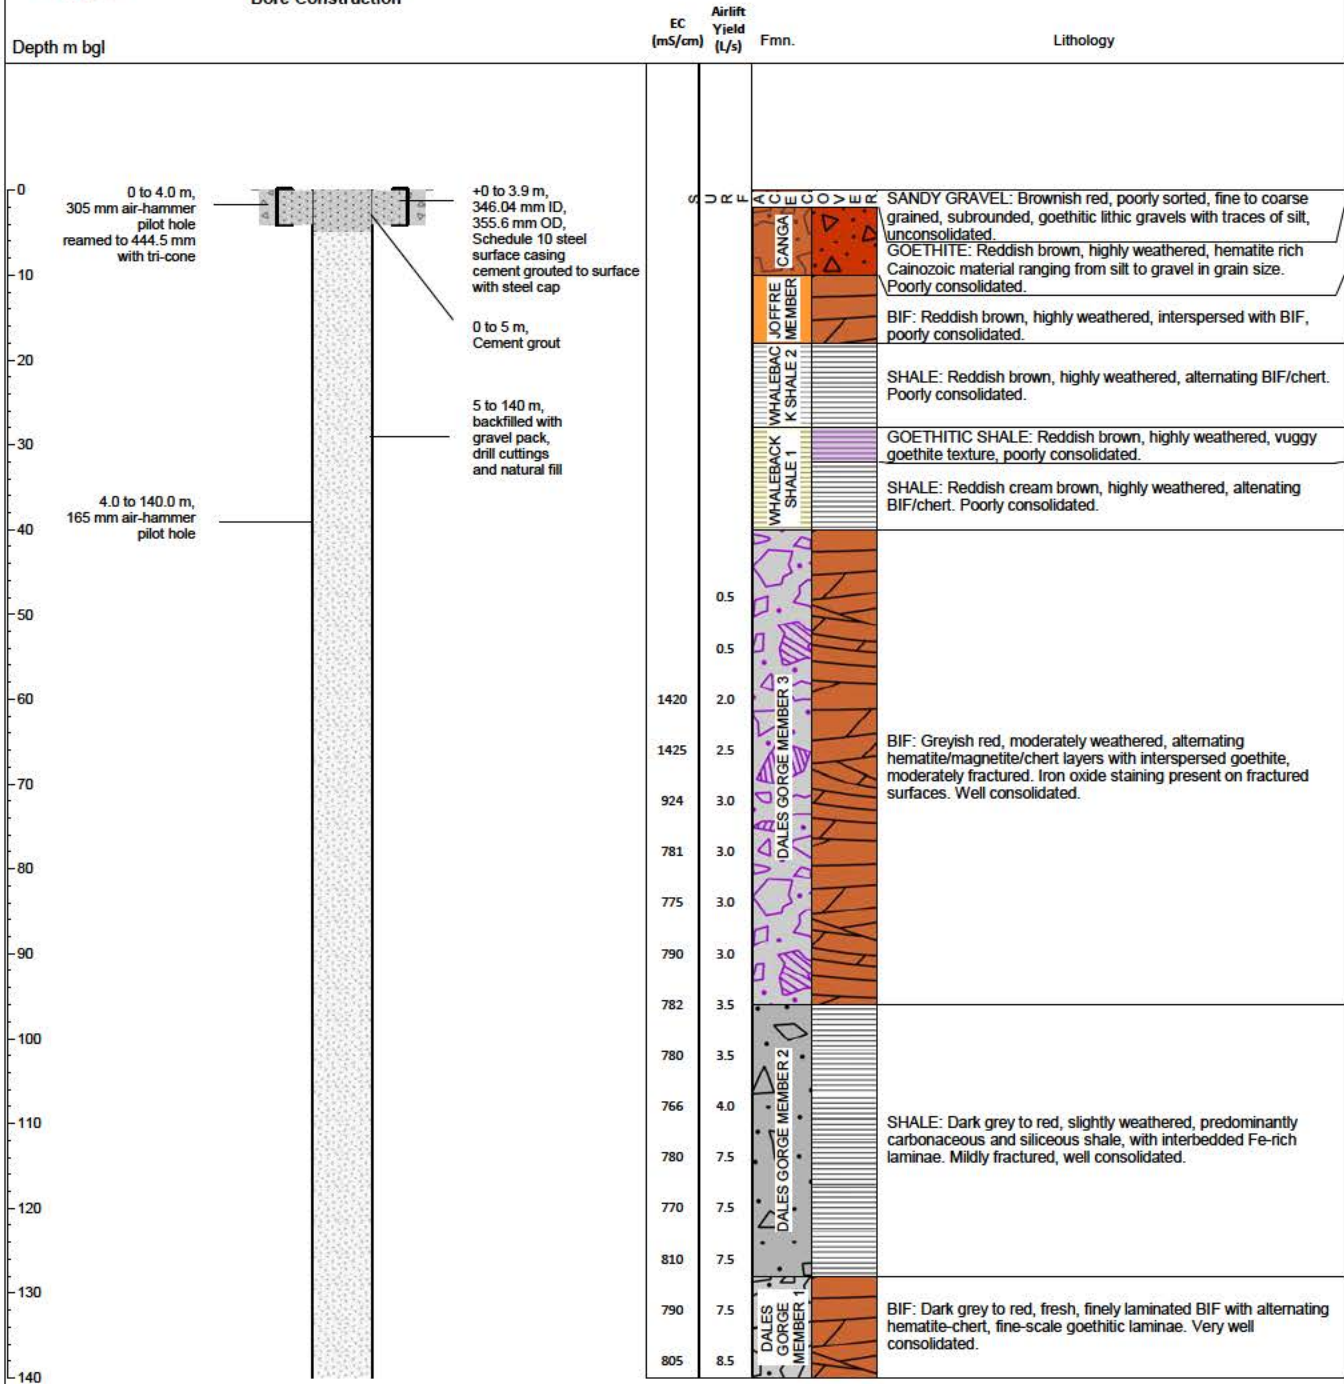 Bore Construction
Depth m bgl
EC
(mS/cm)
Airlift
Yield
(L/s)
Fmn.
Lithology
0
10
20
30
40
50
60
70
80
90
100
110
120
130
140
0 to 4.0 m,
305 mm air-hammer
pilot hole
reamed to 444.5 mm
with tri-cone
4.0 to 140.0 m,
165 mm air-hammer
pilot hole
+0 to 3.9 m,
346.04 mm ID,
355.6 mm OD,
Schedule 10 steel
surface casing
cement grouted to surface
with steel cap
0 to 5 m,
Cement grout
5 to 140 m,
backfilled with
gravel pack,
drill cuttings
and natural fill
0.5
0.5
1420 2.0
1425 2.5
924 3.0
781 3.0
775 3.0
790 3.0
782 3.5
780 3.5
766 4.0
780 7.5
770 7.5
810 7.5
790 7.5
805 8.5
SURFACE COVER
CANGA
JOFFRE
MEMBER
WHALEBAC
K SHALE 2
WHALEBACK
SHALE 1
DALES GORGE MEMBER 3
DALES GORGE MEMBER 2
DALES
GORGE
MEMBER 1
SANDY GRAVEL: Brownish red, poorly sorted, fine to coarse
grained, subrounded, goethitic lithic gravels with traces of silt,
unconsolidated.
GOETHITE: Reddish brown, highly weathered, hematite rich
Cainozoic material ranging from silt to gravel in grain size.
Poorly consolidated.
BIF: Reddish brown, highly weathered, interspersed with BIF,
poorly consolidated.
SHALE: Reddish brown, highly weathered, alternating BIF/chert.
Poorly consolidated.
GOETHITIC SHALE: Reddish brown, highly weathered, vuggy
goethite texture, poorly consolidated.
SHALE: Reddish cream brown, highly weathered, altenating
BIF/chert. Poorly consolidated.
BIF: Greyish red, moderately weathered, alternating
hematite/magnetite/chert layers with interspersed goethite,
moderately fractured. Iron oxide staining present on fractured
surfaces. Well consolidated.
SHALE: Dark grey to red, slightly weathered, predominantly
carbonaceous and siliceous shale, with interbedded Fe-rich
laminae. Mildly fractured, well consolidated.
BIF: Dark grey to red, fresh, finely laminated BIF with alternating
hematite-chert, fine-scale goethitic laminae. Very well
consolidated.